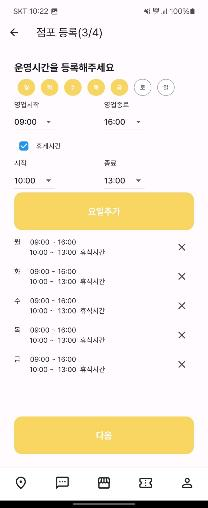 SKT 10:22
100%
점포 등록(3/4)
운영시간을 등록해주세요
월 화 수 목 금 토 일
영업시작 영업종료
09:00 16:00
휴게시간
시작 종료
10:00 13:00
요일추가
월 09:00 ~ 16:00
10:00 ~ 13:00 휴식시간
화 09:00 ~ 16:00
10:00 ~ 13:00 휴식시간
수 09:00 ~ 16:00
10:00 ~ 13:00 휴식시간
목 09:00 ~ 16:00
10:00 ~ 13:00 휴식시간
금 09:00 ~ 16:00
10:00 ~ 13:00 휴식시간
다음